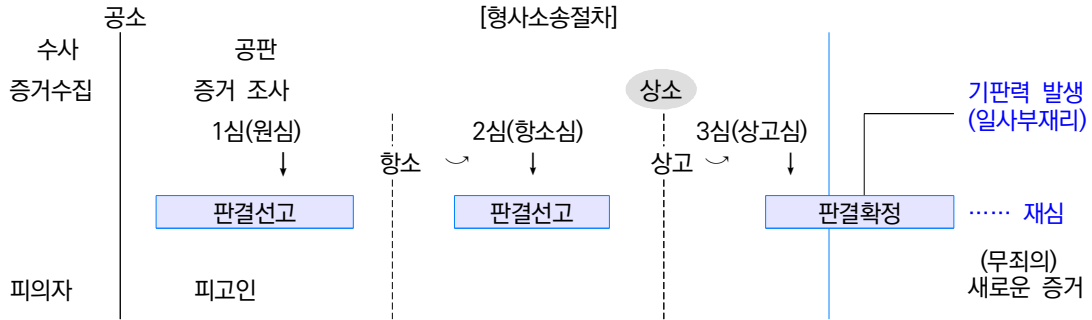 공소
[형사소송절차]
수사
공판
증거수집
증거 조사
상소
기판력 발생
(일사부재리)
1심(원심)
2심(항소심)
3심(상고심)
항소
상고
판결선고
판결선고
판결확정
…… 재심
(무죄의)
새로운 증거
피의자
피고인